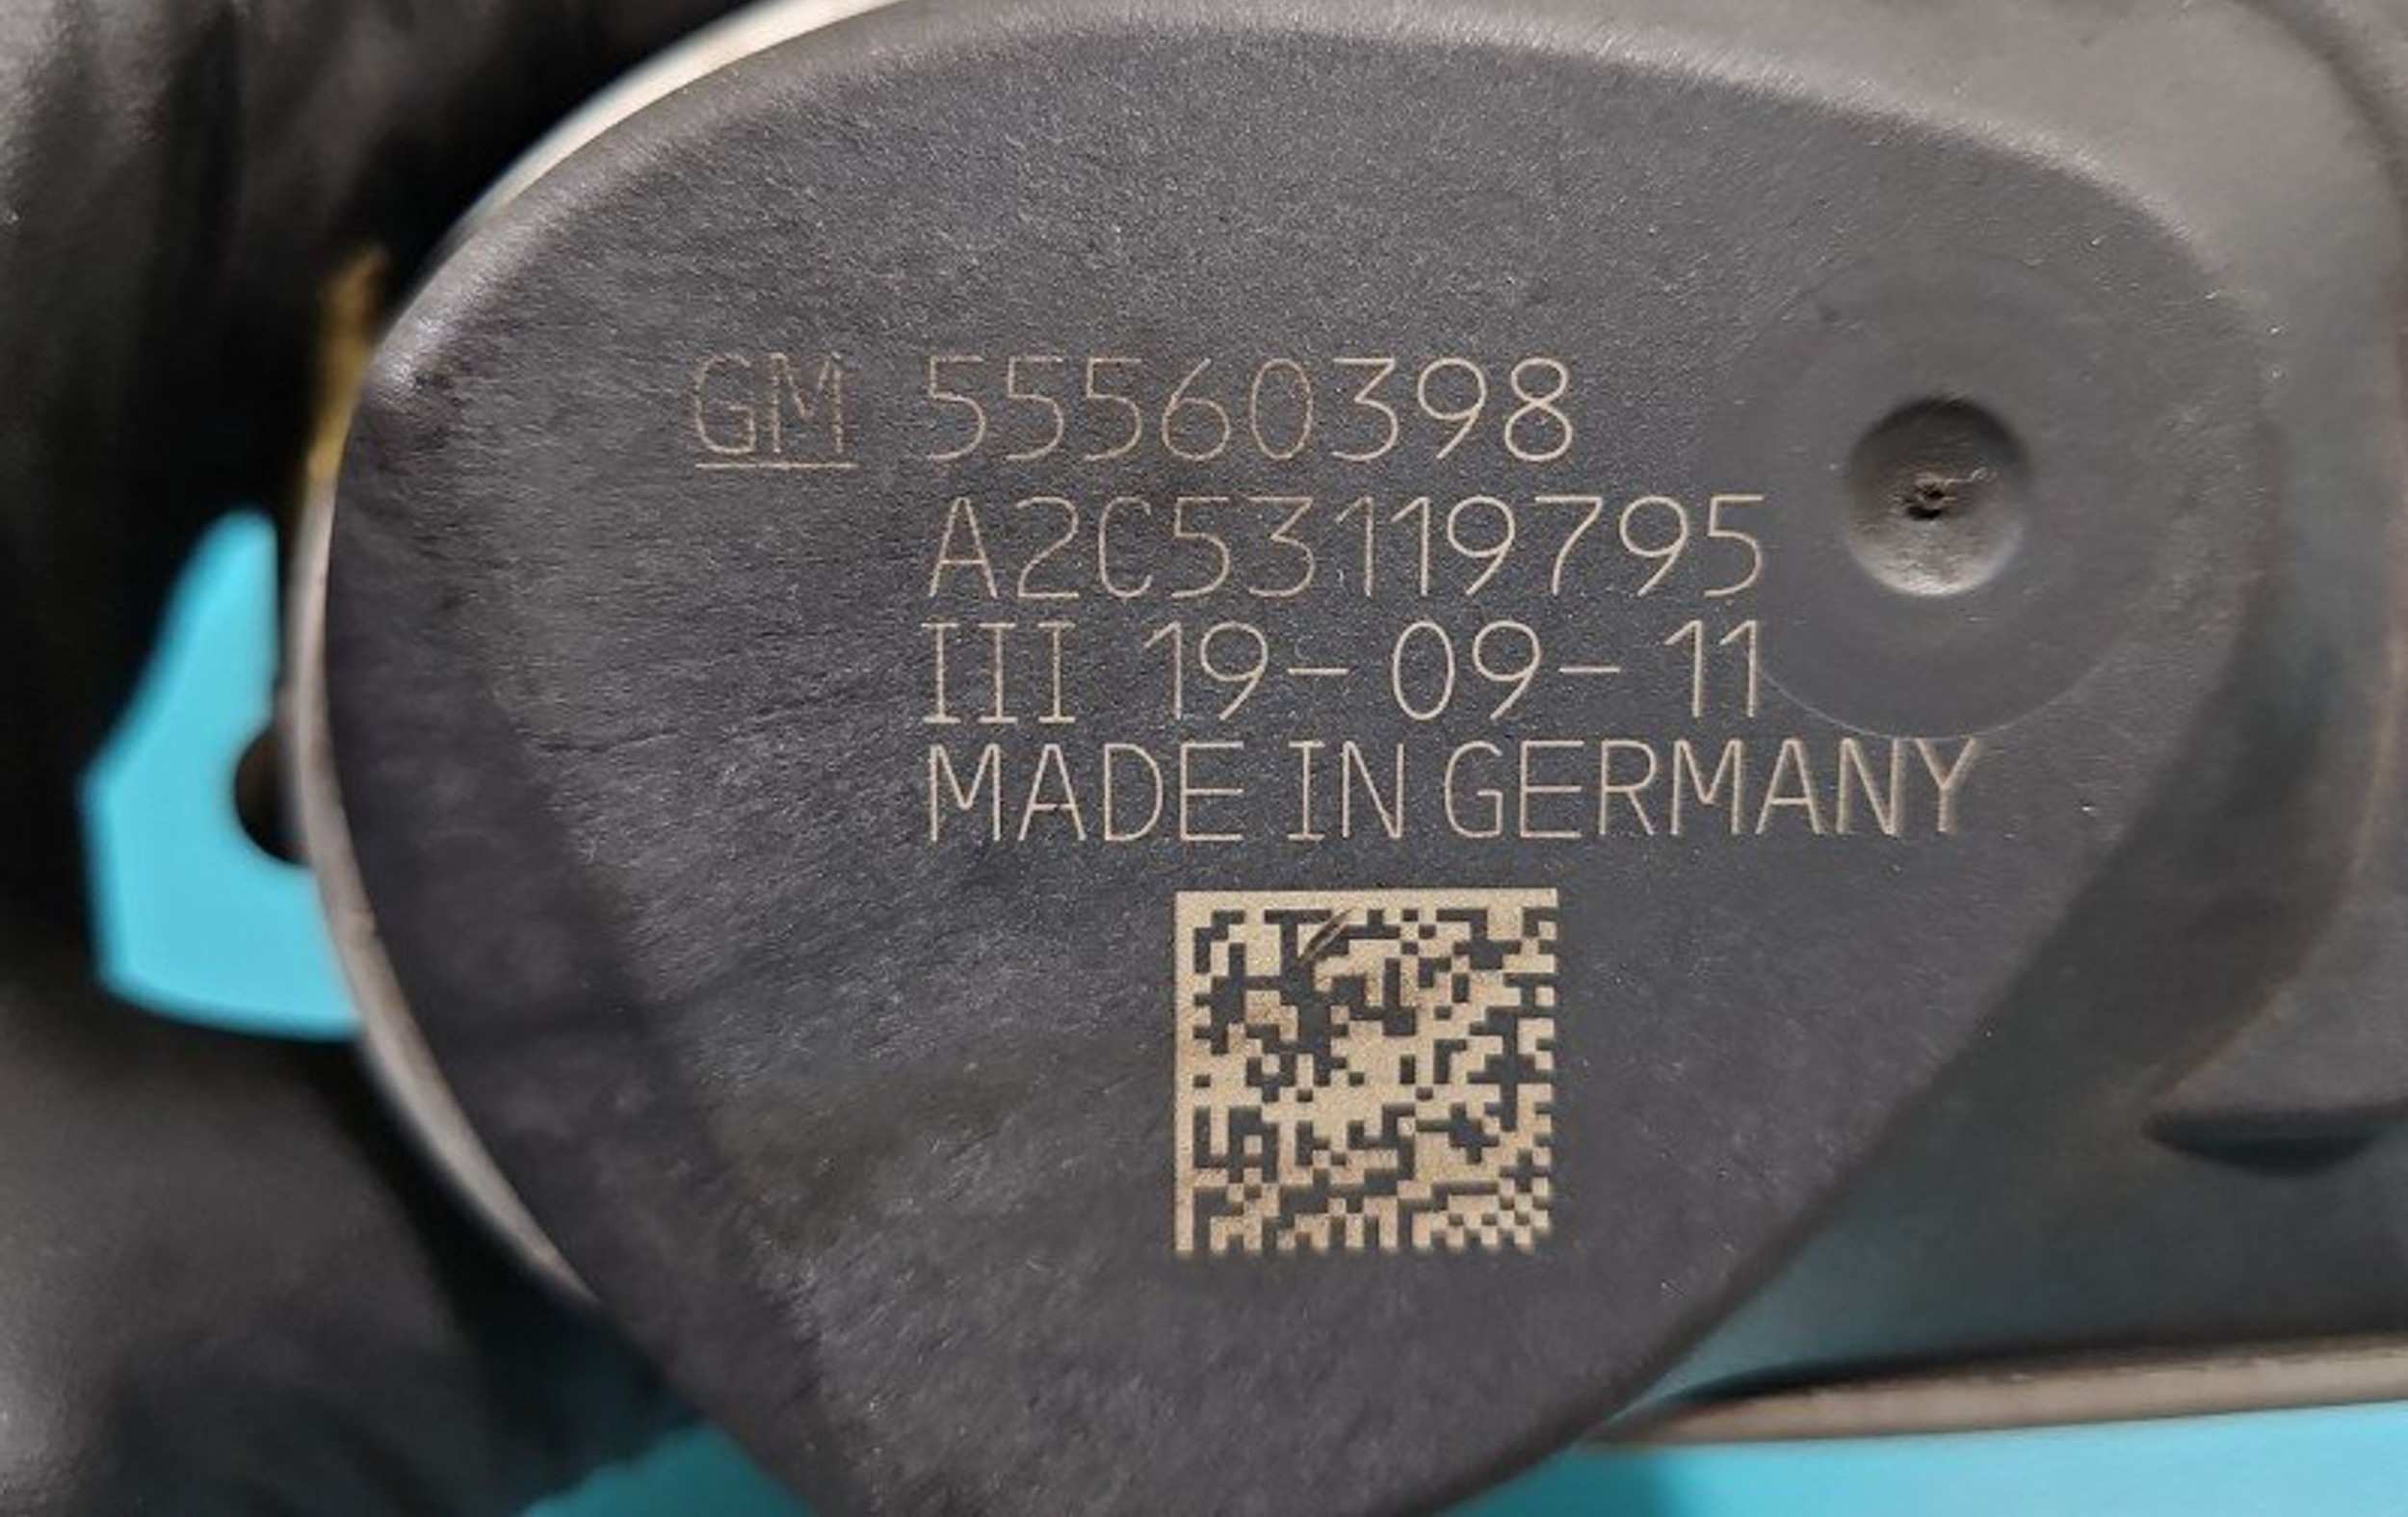 GM 55560398
A2C53119795
III 19-09-11
MADE IN GERMANY